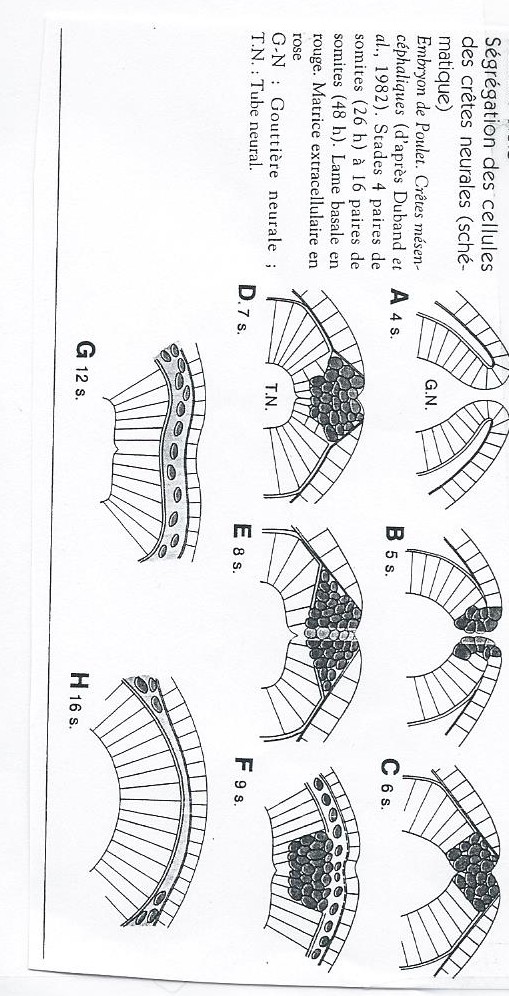 Ségrégation des cellules
des crêtes neurales (sché-
matique)
Embryon de Poulet. Crêtes mésen-
céphaliques (d'après Duband et
al., 1982). Stades 4 paires de
somites (26 h) à 16 paires de
somites (48 h). Lame basale en
rouge. Matrice extracellulaire en
rose
G-N : Gouttière neurale ;
T.N. : Tube neural.
G.N.
A 4 s.
B 5 s.
C 6 s.
T.N.
D. 7 s.
E 8 s.
F 9 s.
G 12 s.
H 16 s.